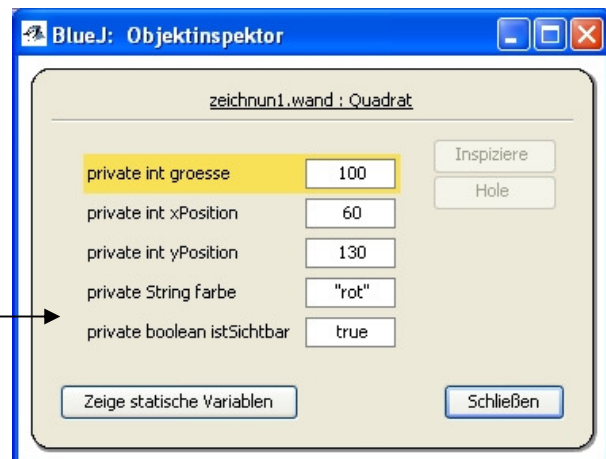 BlueJ: Objektinspektor
zeichnun1.wand : Quadrat
private int groesse 100
Inspiziere
Hole
private int xPosition 60
private int yPosition 130
private String farbe "rot"
private boolean istSichtbar true
Zeige statische Variablen Schließen